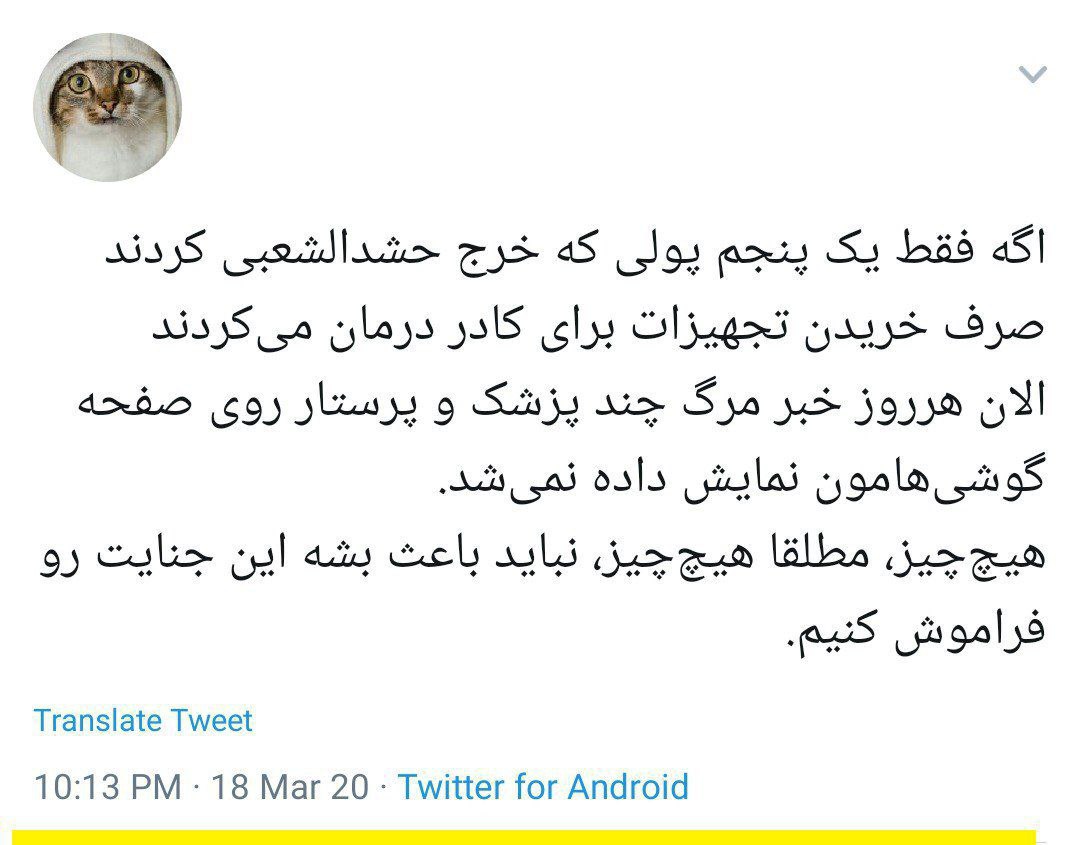 اگه فقط یک پنجم پولی که خرج حشدالشعبی کردند
صرف خریدن تجهیزات برای کادر درمان می‌کردند
الان هرروز خبر مرگ چند پزشک و پرستار روی صفحه
گوشی‌هامون نمایش داده نمی‌شد.
هیچ‌چیز، مطلقا هیچ‌چیز، نباید باعث بشه این جنایت رو
فراموش کنیم.
Translate Tweet
10:13 PM · 18 Mar 20 · Twitter for Android